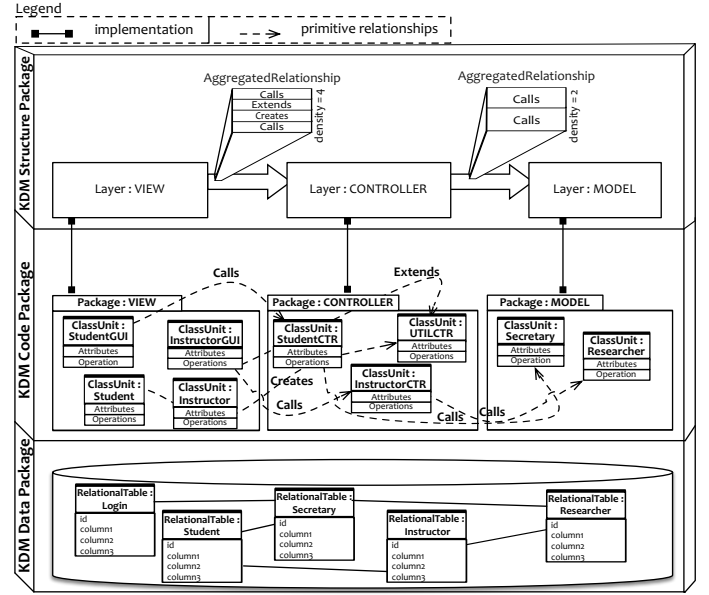 Legend
implementation
primitive relationships
KDM Structure Package
AggregatedRelationship
Calls
Extends
Creates
Calls
density = 4
AggregatedRelationship
Calls
Calls
density = 2
Layer : VIEW
Layer : CONTROLLER
Layer : MODEL
KDM Code Package
Calls
Extends
Package : VIEW
Package : CONTROLLER
Package : MODEL
ClassUnit :
StudentGUI
Attributes
Operation
ClassUnit :
InstructorGUI
Attributes
Operations
ClassUnit :
Student
Attributes
Operations
ClassUnit :
Instructor
Attributes
Operations
ClassUnit :
StudentCTR
Attributes
Operations
ClassUnit :
UTILCTR
Attributes
Operations
ClassUnit :
InstructorCTR
Attributes
Operations
Creates
Calls
Calls
Calls
ClassUnit :
Secretary
Attributes
Operations
ClassUnit :
Researcher
Attributes
Operation
KDM Data Package
RelationalTable :
Login
id
column1
column2
column3
RelationalTable :
Student
id
column1
column2
column3
RelationalTable :
Secretary
id
column1
column2
column3
RelationalTable :
Instructor
id
column1
column2
column3
RelationalTable :
Researcher
id
column1
column2
column3